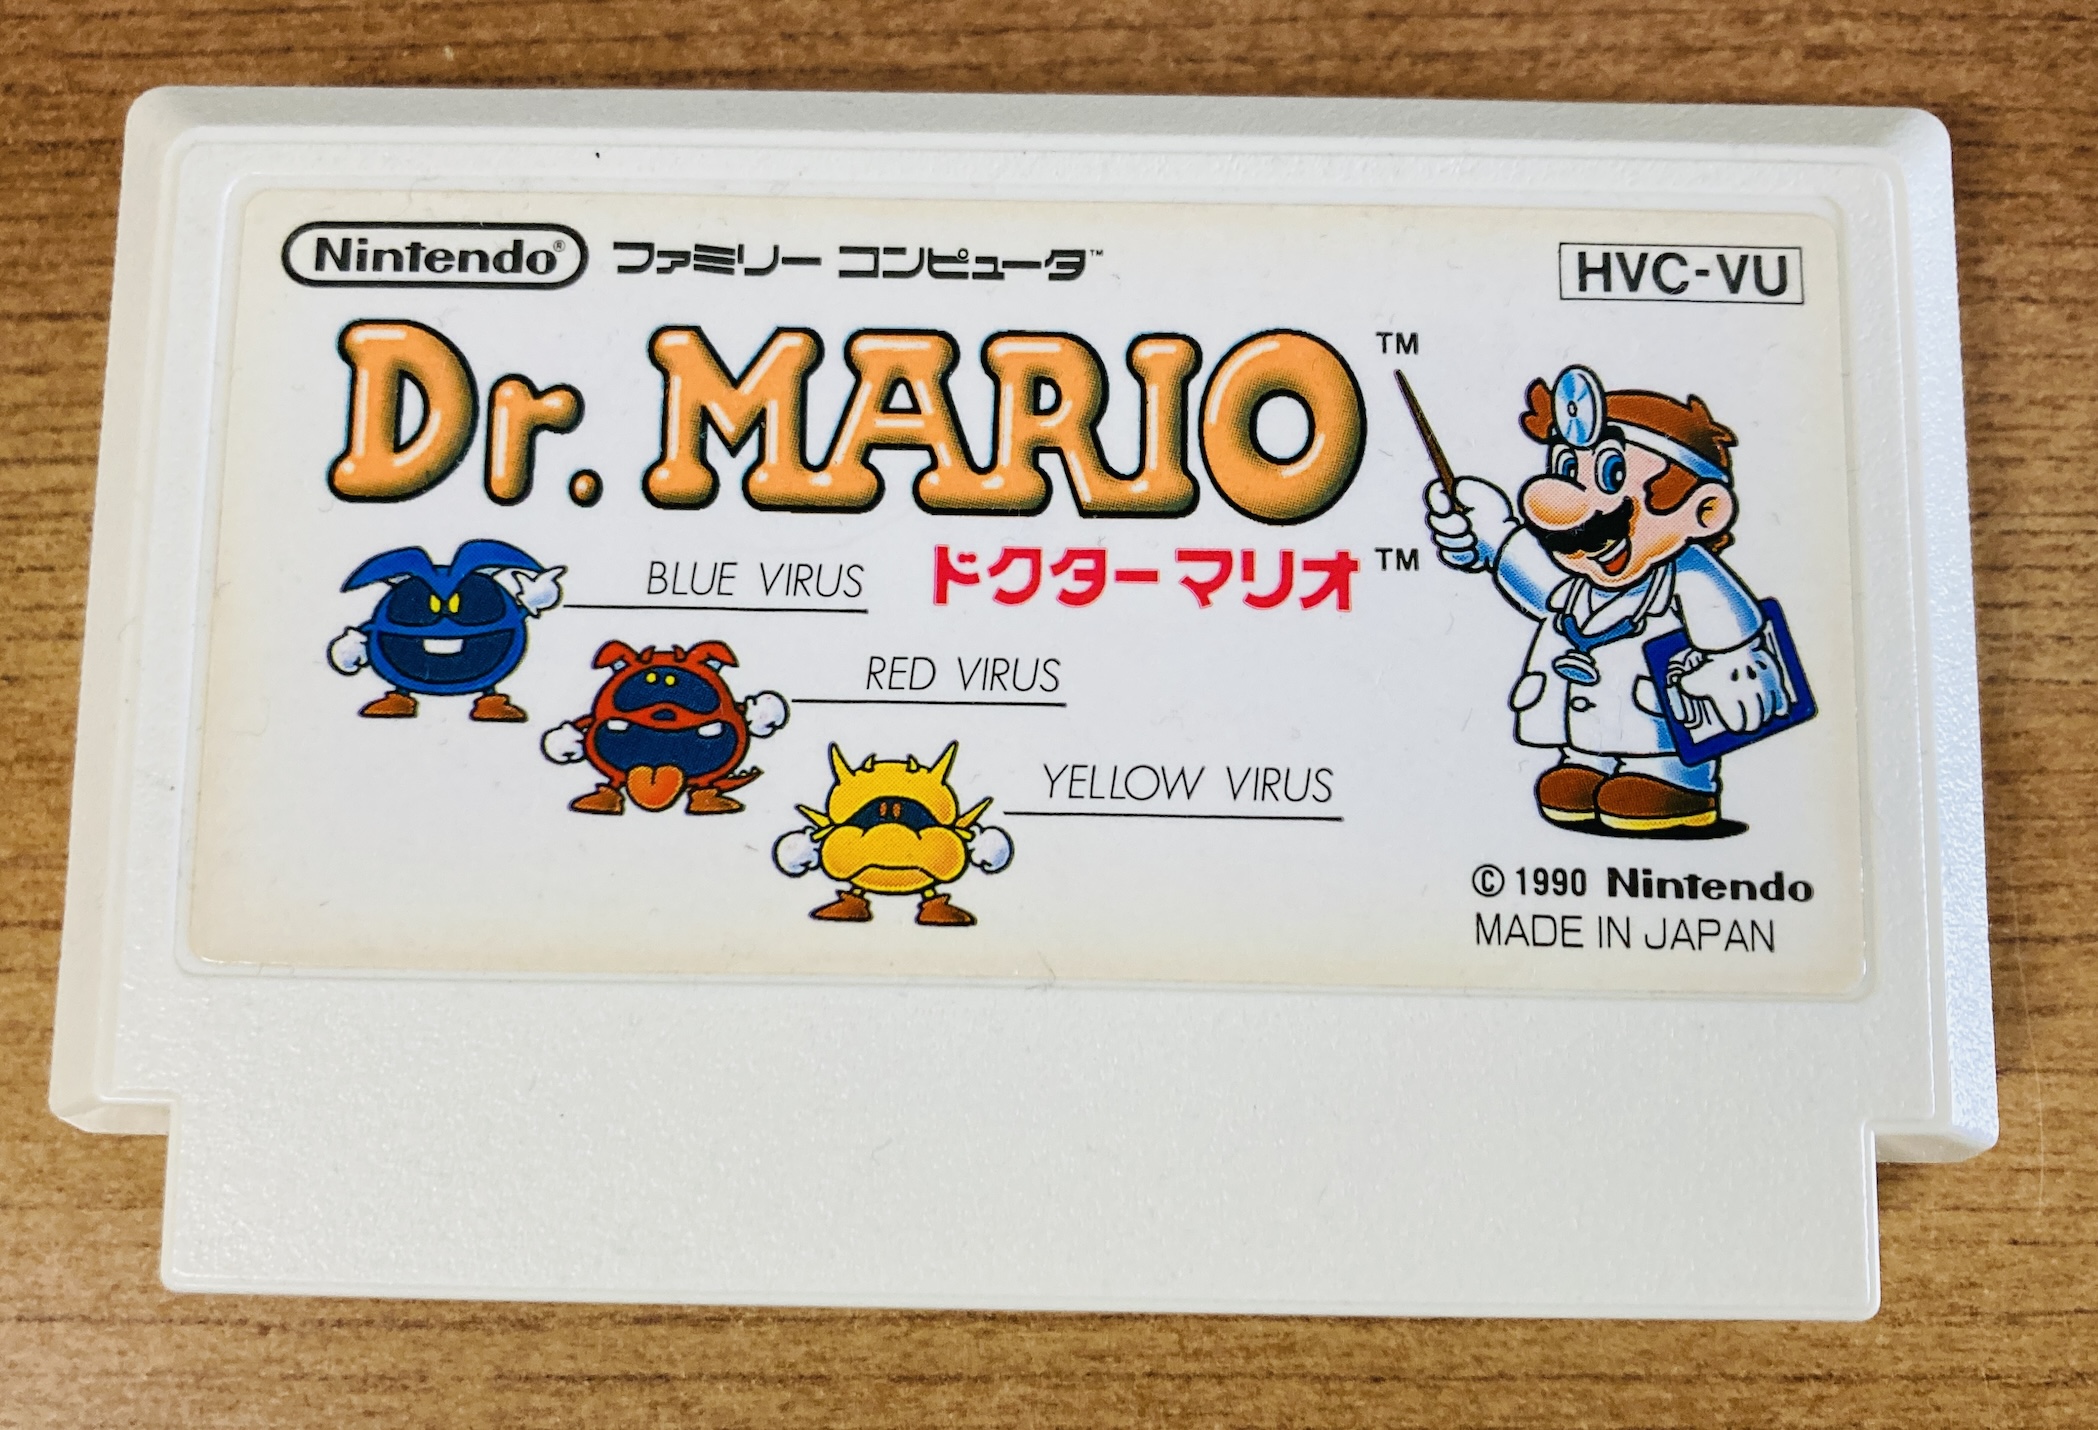 Nintendo® ファミリー コンピュータ™
HVC-VU
Dr. MARIO™
ドクターマリオ™
BLUE VIRUS
RED VIRUS
YELLOW VIRUS
© 1990 Nintendo
MADE IN JAPAN